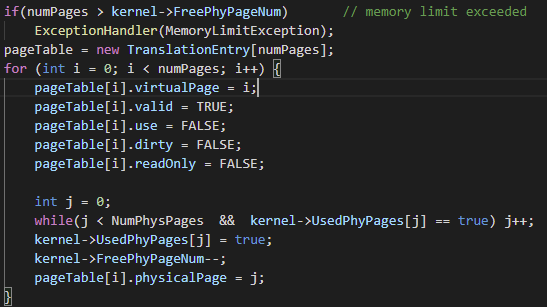 if(numPages > kernel->FreePhyPageNum)       // memory limit exceeded
    ExceptionHandler(MemoryLimitException);
pageTable = new TranslationEntry[numPages];
for (int i = 0; i < numPages; i++) {
    pageTable[i].virtualPage = i;
    pageTable[i].valid = TRUE;
    pageTable[i].use = FALSE;
    pageTable[i].dirty = FALSE;
    pageTable[i].readOnly = FALSE;

    int j = 0;
    while(j < NumPhysPages  &&  kernel->UsedPhyPages[j] == true) j++;
    kernel->UsedPhyPages[j] = true;
    kernel->FreePhyPageNum--;
    pageTable[i].physicalPage = j;
}